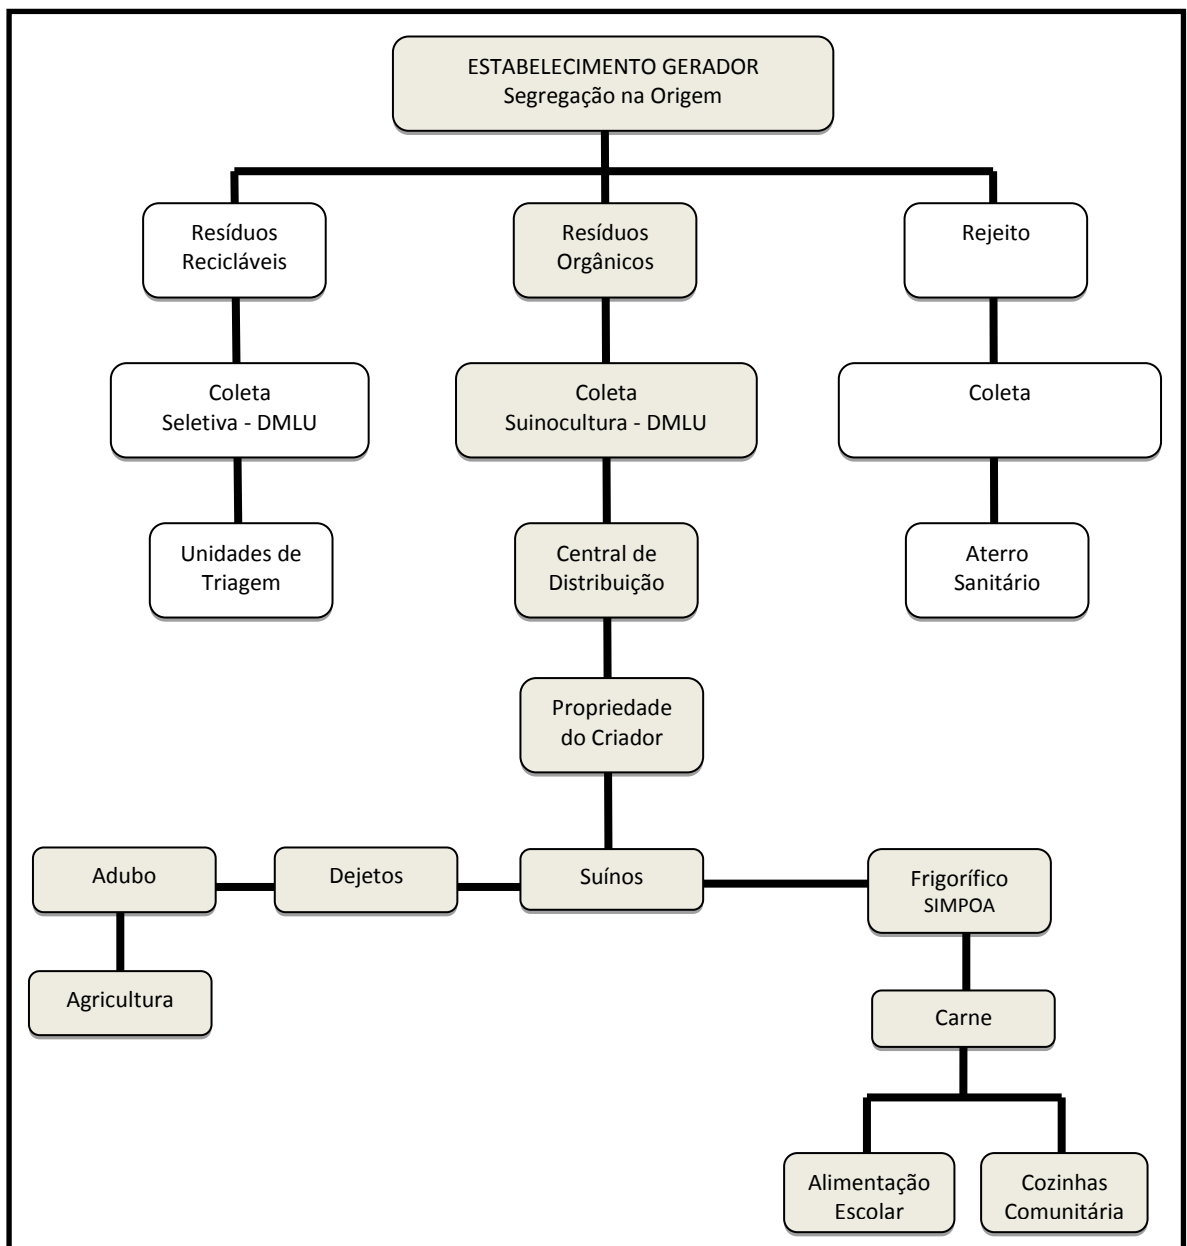 ESTABELECIMENTO GERADOR
Segregação na Origem
Resíduos
Recicláveis
Resíduos
Orgânicos
Rejeito
Coleta
Seletiva - DMLU
Coleta
Suinocultura - DMLU
Coleta
Unidades de
Triagem
Central de
Distribuição
Aterro
Sanitário
Propriedade
do Criador
Adubo
Dejetos
Suínos
Frigorífico
SIMPOA
Agricultura
Carne
Alimentação
Escolar
Cozinhas
Comunitária